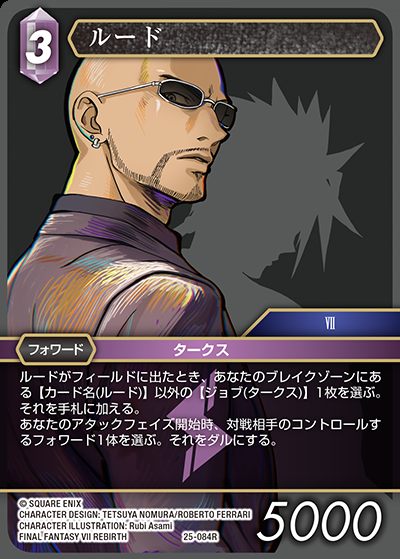 3
ルード
VII
フォワード
タークス
ルードがフィールドに出たとき、あなたのブレイクゾーンにあ
る【カード名(ルード)】以外の【ジョブ(タークス)】1枚を選ぶ。
それを手札に加える。
あなたのアタックフェイズ開始時、対戦相手のコントロールす
るフォワード1体を選ぶ。それをダルにする。
© SQUARE ENIX
CHARACTER DESIGN: TETSUYA NOMURA/ROBERTO FERRARI
CHARACTER ILLUSTRATION: Rubi Asami
FINAL FANTASY VII REBIRTH
25-084R
5000